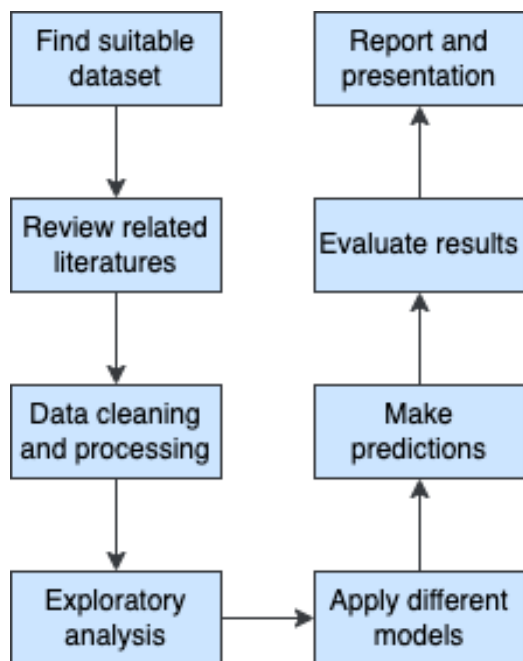 Find suitable
dataset
Review related
literatures
Data cleaning
and processing
Exploratory
analysis
Apply different
models
Make
predictions
Evaluate results
Report and
presentation